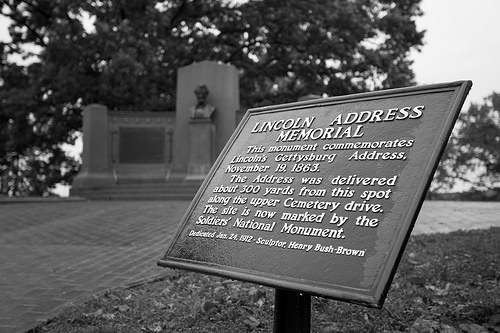 LINCOLN ADDRESS
MEMORIAL
This monument commemorates
Lincoln's Gettysburg Address,
November 19, 1863.
The Address was delivered
about 300 yards from this spot
along the upper Cemetery drive.
The site is now marked by the
Soldiers' National Monument.
Dedicated Jan. 24, 1912 - Sculptor, Henry Bush-Brown